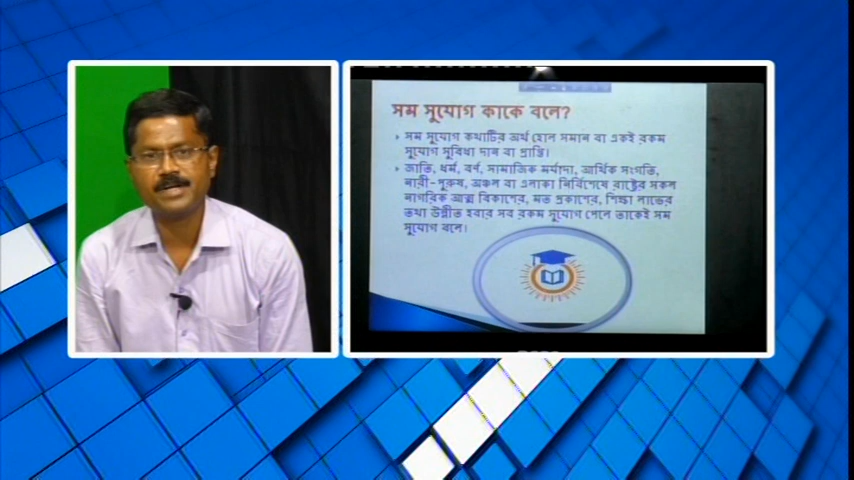 সম সুযোগ কাকে বলে?
সম সুযোগ কথাটির অর্থ হোল সমান বা একই রকম
সুযোগ সুবিধা দান বা প্রাপ্তি।
জাতি, ধর্ম, বর্ণ, সামাজিক মর্যাদা, আর্থিক সংগতি,
নারী-পুরুষ, অঞ্চল বা এলাকা নির্বিশেষে রাষ্ট্রের সকল
নাগরিক আত্ম বিকাশের, মত প্রকাশের, শিক্ষা লাভের
তথা উন্নীত হবার সব রকম সুযোগ পেলে তাকেই সম
সুযোগ বলে।